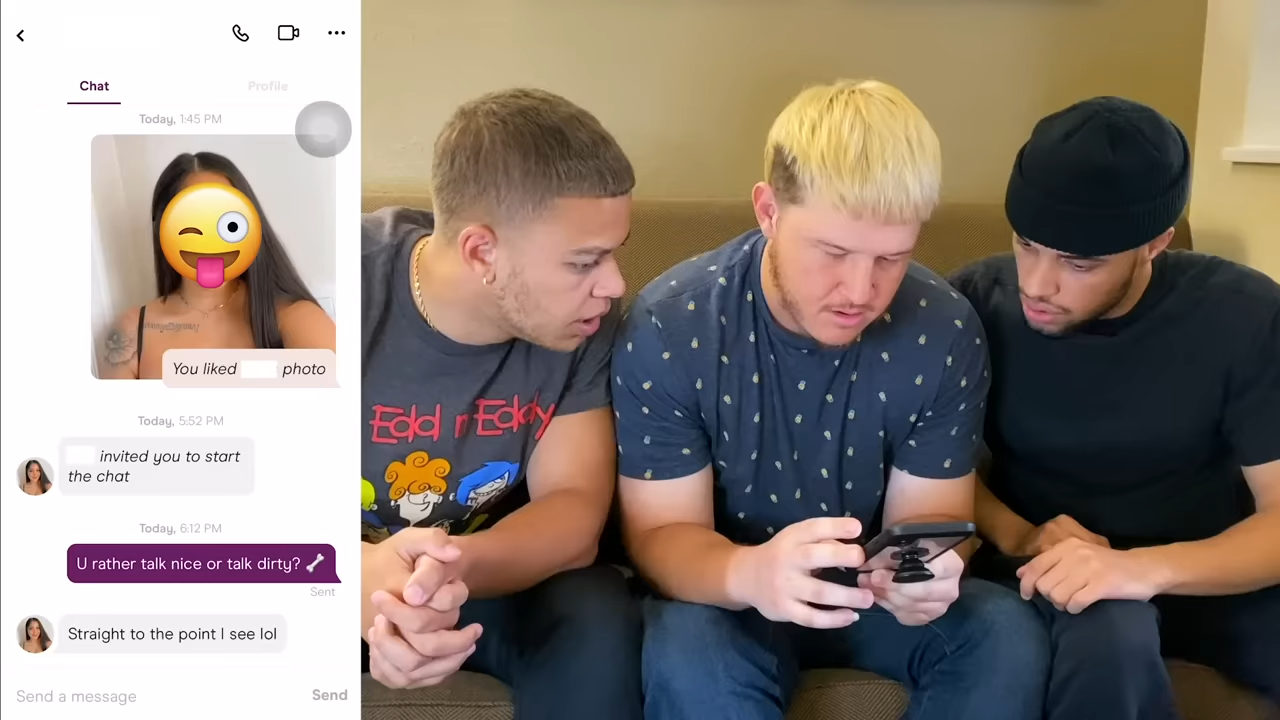 Chat
Profile
Today, 1:45 PM
You liked photo
Today, 5:52 PM
invited you to start
the chat
Today, 6:12 PM
U rather talk nice or talk dirty? 🦴
Sent
Straight to the point I see lol
Send a message
Send
Edd n Eddy